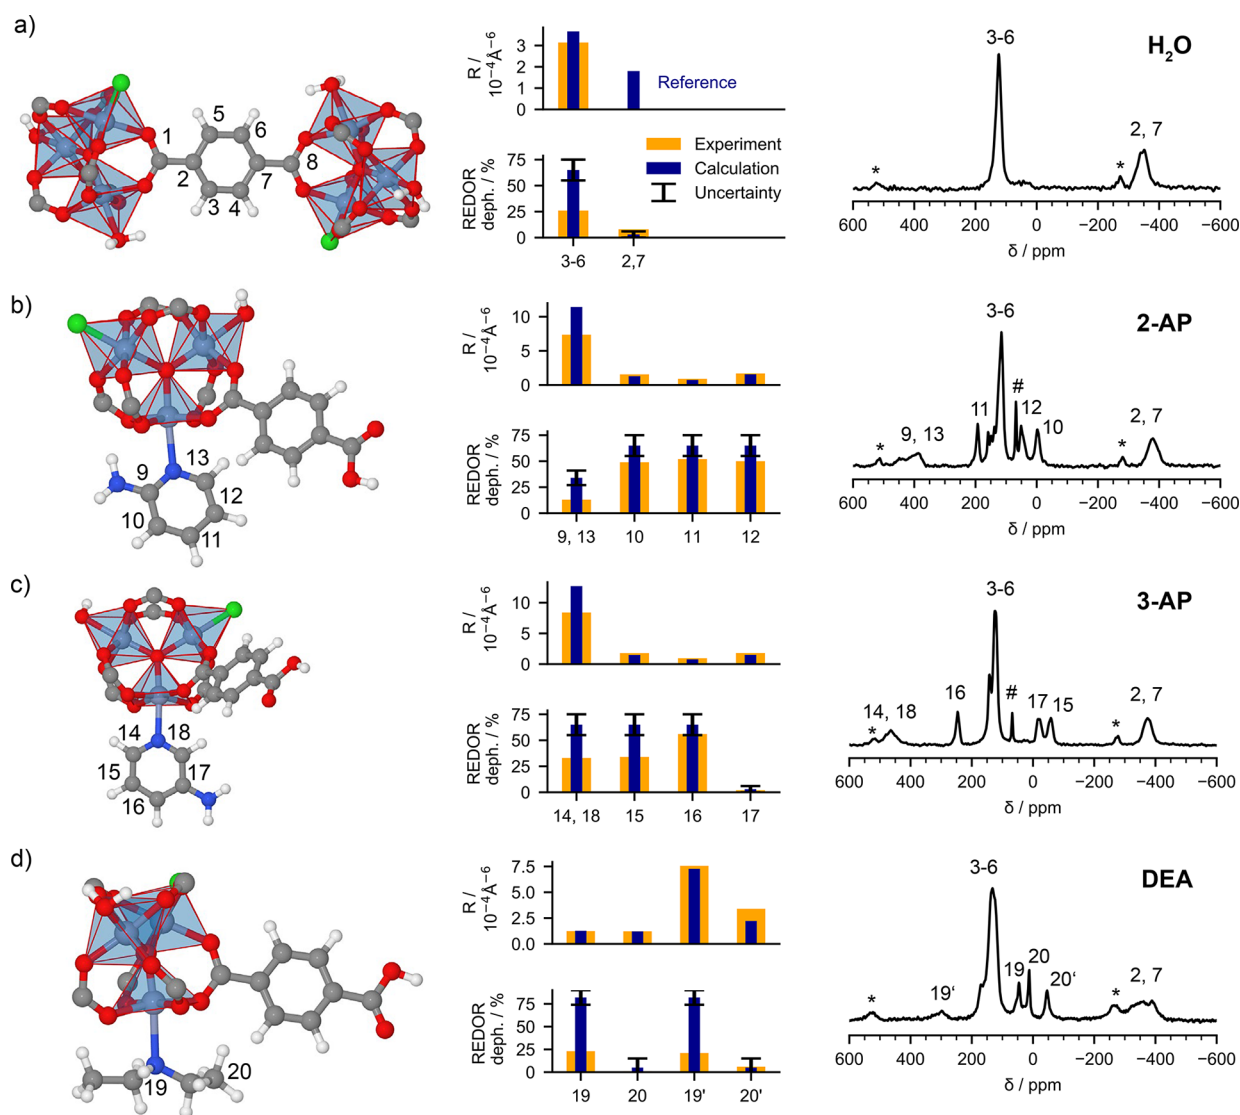 a)
1
2
3
4
5
6
7
8
R /
10⁻⁴Å⁻⁶
3
2
1
0
Reference
REDOR
deph. / %
75
50
25
0
Experiment
Calculation
Uncertainty
3-6
2,7
H₂O
3-6
2, 7
*
*
600 400 200 0 −200 −400 −600
δ / ppm
b)
9
13
12
10
11
R /
10⁻⁴Å⁻⁶
10
5
0
REDOR
deph. / %
75
50
25
0
9, 13
10
11
12
2-AP
3-6
#
11
12
10
9, 13
2, 7
*
*
600 400 200 0 −200 −400 −600
δ / ppm
c)
14
18
15
17
16
R /
10⁻⁴Å⁻⁶
10
5
0
REDOR
deph. / %
75
50
25
0
14, 18
15
16
17
3-AP
3-6
#
16
17
15
14, 18
2, 7
*
*
600 400 200 0 −200 −400 −600
δ / ppm
d)
19
20
R /
10⁻⁴Å⁻⁶
7.5
5.0
2.5
0.0
REDOR
deph. / %
75
50
25
0
19
20
19'
20'
DEA
3-6
19
20
20‘
19‘
2, 7
*
*
600 400 200 0 −200 −400 −600
δ / ppm